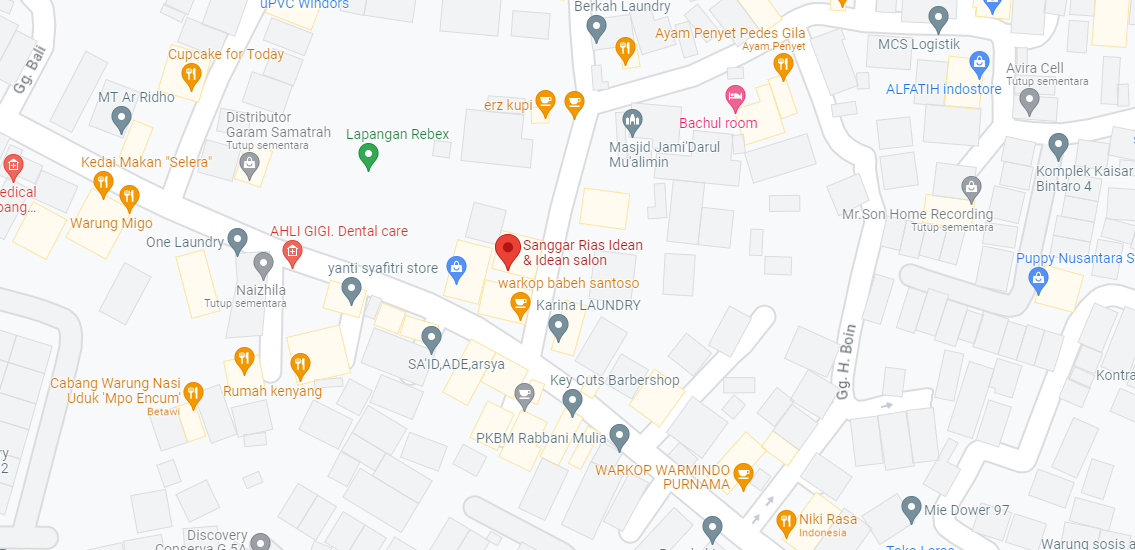 uPVC Windors
Berkah Laundry
Ayam Penyet Pedes Gila
Ayam Penyet
MCS Logistik
Gg. Bali
Cupcake for Today
Avira Cell
Tutup sementara
ALFATIH indostore
MT Ar Ridho
erz kupi
Bachul room
Distributor
Garam Samatrah
Tutup sementara
Lapangan Rebex
Masjid Jami'Darul
Mu'alimin
Kedai Makan "Selera"
Komplek Kaisar
Bintaro 4
edical
Warung Migo
Mr.Son Home Recording
Tutup sementara
AHLI GIGI. Dental care
One Laundry
Sanggar Rias Idean
& Idean salon
yanti syafitri store
Puppy Nusantara S
warkop babeh santoso
Naizhila
Tutup sementara
Karina LAUNDRY
Gg. H. Boin
SA'ID,ADE,arsya
Key Cuts Barbershop
Kontra
Cabang Warung Nasi
Uduk 'Mpo Encum'
Betawi
Rumah kenyang
PKBM Rabbani Mulia
2
WARKOP WARMINDO
PURNAMA
Niki Rasa
Indonesia
Mie Dower 97
Discovery
Conserva G 5A
Warung sosis a